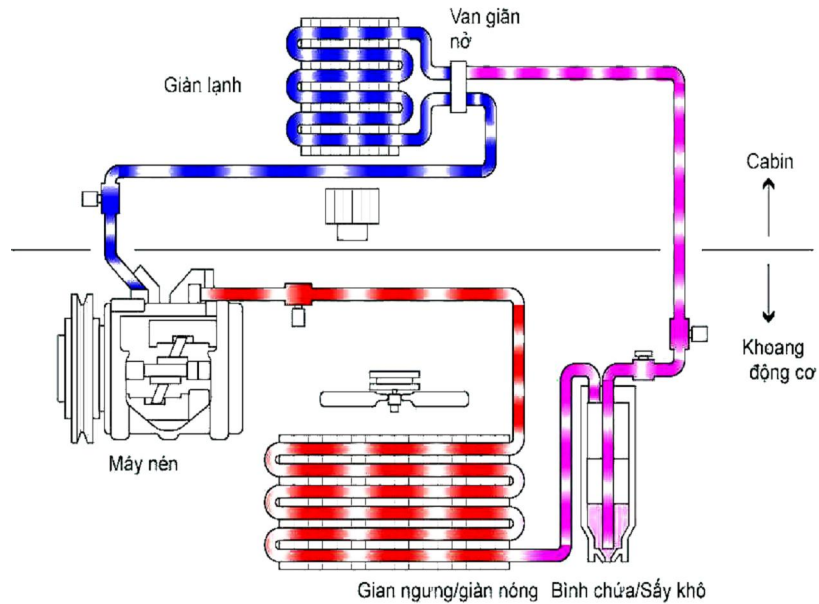 Van giãn
nở
Giàn lạnh
Cabin
Khoang
động cơ
Máy nén
Gian ngưng/giàn nóng
Bình chứa/Sấy khô